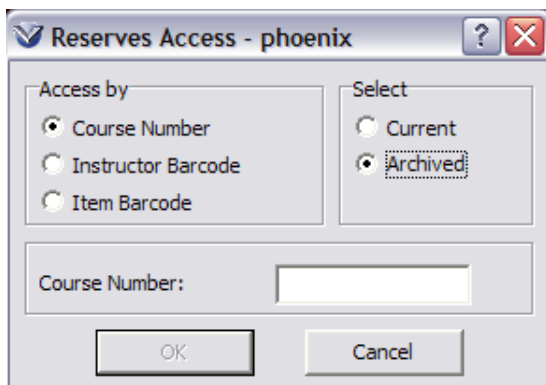 Reserves Access - phoenix
Access by
Course Number
Instructor Barcode
Item Barcode
Select
Current
Archived
Course Number:
OK
Cancel